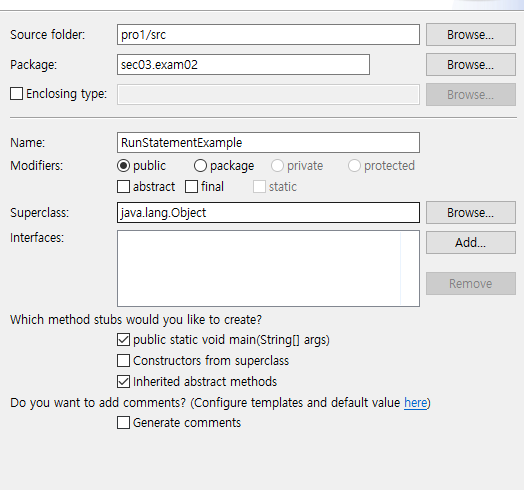 Source folder: pro1/src Browse...
Package: sec03.exam02 Browse...
Enclosing type: Browse...
Name: RunStatementExample
Modifiers: public package private protected
abstract final static
Superclass: java.lang.Object Browse...
Interfaces: Add...
Remove
Which method stubs would you like to create?
public static void main(String[] args)
Constructors from superclass
Inherited abstract methods
Do you want to add comments? (Configure templates and default value here)
Generate comments